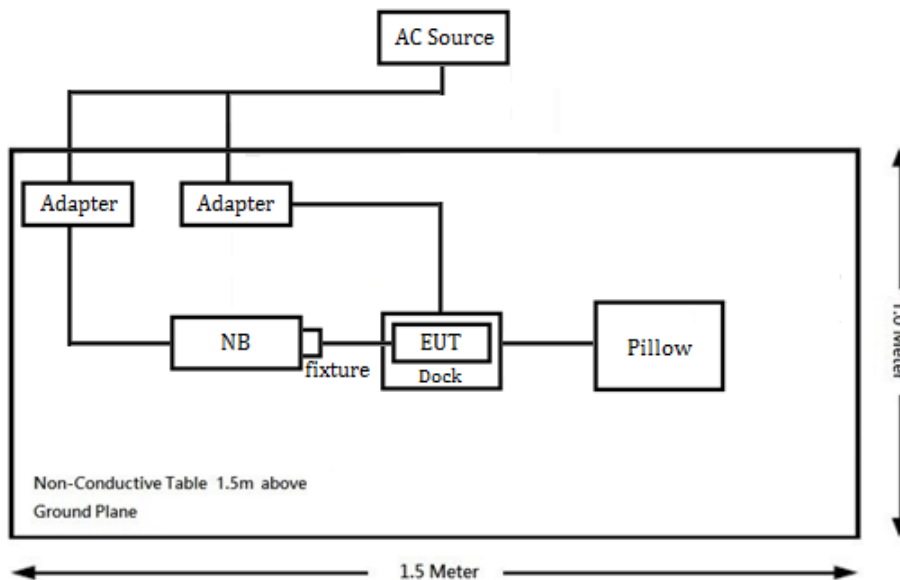 AC Source
Adapter
Adapter
NB
fixture
EUT
Dock
Pillow
Non-Conductive Table 1.5m above
Ground Plane
1.5 Meter
Meter